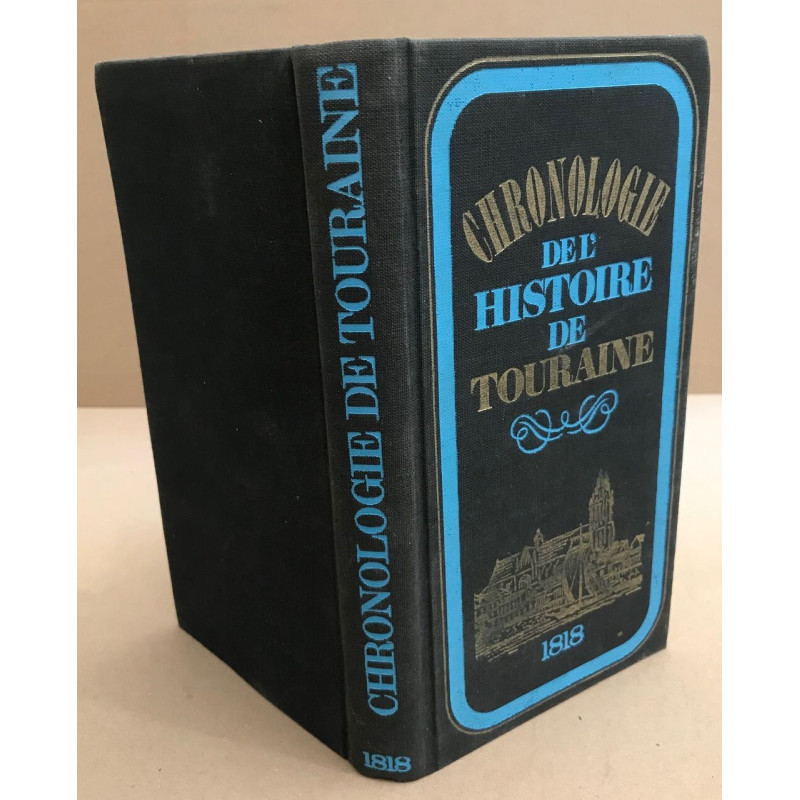 CHRONOLOGIE DE TOURAINE
1818
CHRONOLOGIE
DE L'
HISTOIRE
DE
TOURAINE
1818